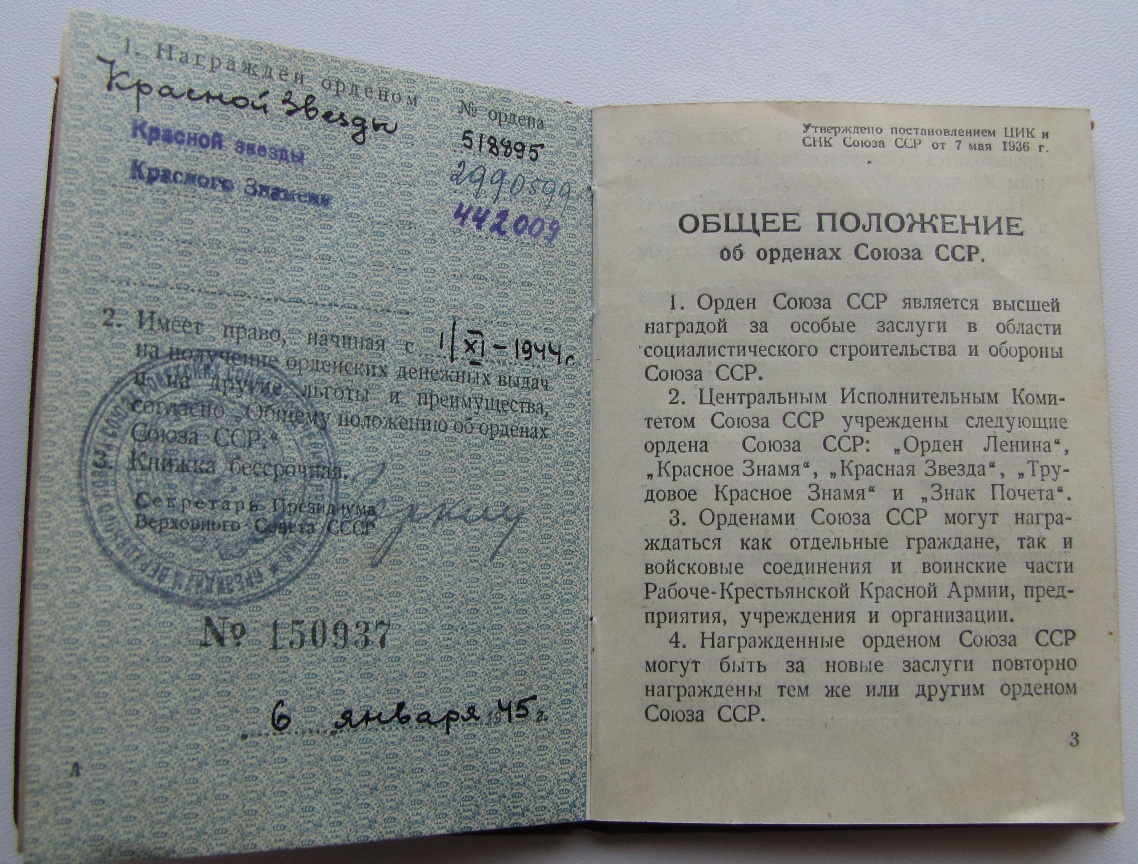 1. Награжден орденом
№ ордена
Красной Звезды
518895
Красной звезды
2990599
Красного Знамени
442009
2. Имеет право, начиная с 1/XI – 1944 г.
на получение орденских денежных выдач
и на другие льготы и преимущества,
согласно „Общему положению об орденах
Союза ССР."
Книжка бессрочная.
Секретарь Президиума
Верховного Совета СССР
№ 150937
6 января 1945 г.
Утверждено постановлением ЦИК и
СНК Союза ССР от 7 мая 1936 г.
ОБЩЕЕ ПОЛОЖЕНИЕ
об орденах Союза ССР.
1. Орден Союза ССР является высшей
наградой за особые заслуги в области
социалистического строительства и обороны
Союза ССР.
2. Центральным Исполнительным Коми-
тетом Союза ССР учреждены следующие
ордена Союза ССР: „Орден Ленина“,
„Красное Знамя“, „Красная Звезда“, „Тру-
довое Красное Знамя“ и „Знак Почета“.
3. Орденами Союза ССР могут награ-
ждаться как отдельные граждане, так и
войсковые соединения и воинские части
Рабоче-Крестьянской Красной Армии, пред-
приятия, учреждения и организации.
4. Награжденные орденом Союза ССР
могут быть за новые заслуги повторно
награждены тем же или другим орденом
Союза ССР.
3